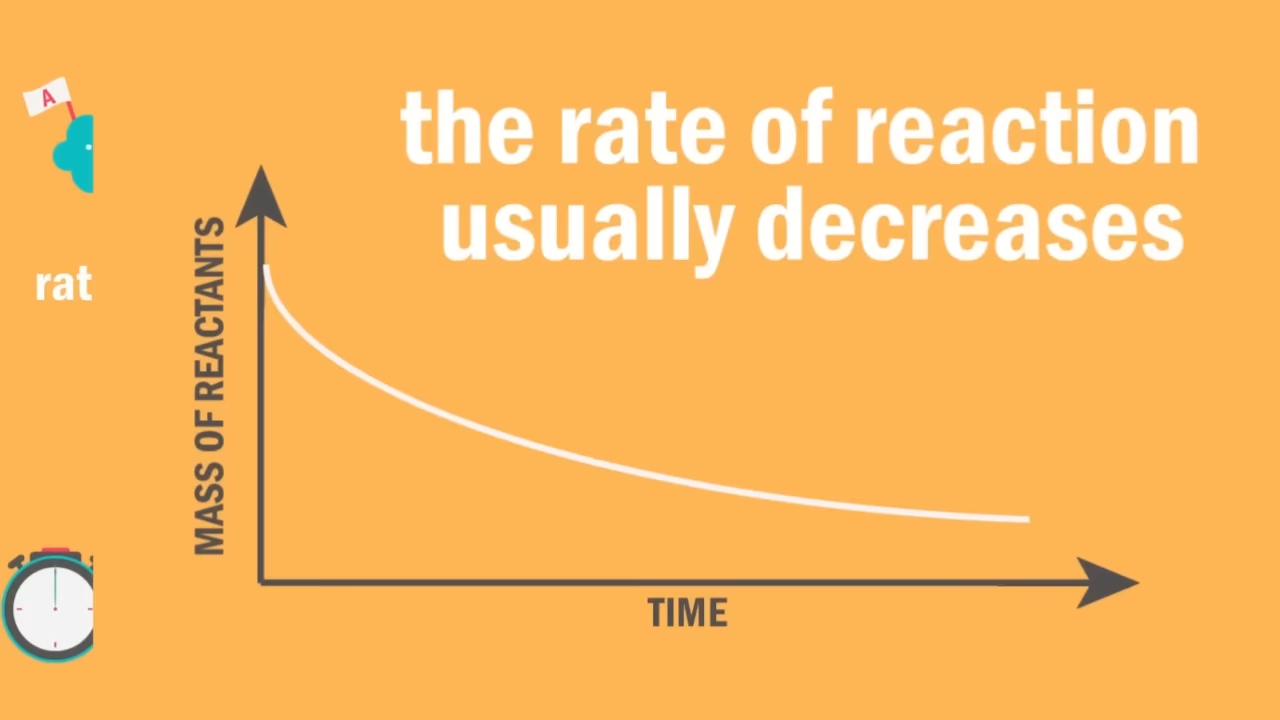 A
the rate of reaction
usually decreases
rat
MASS OF REACTANTS
TIME